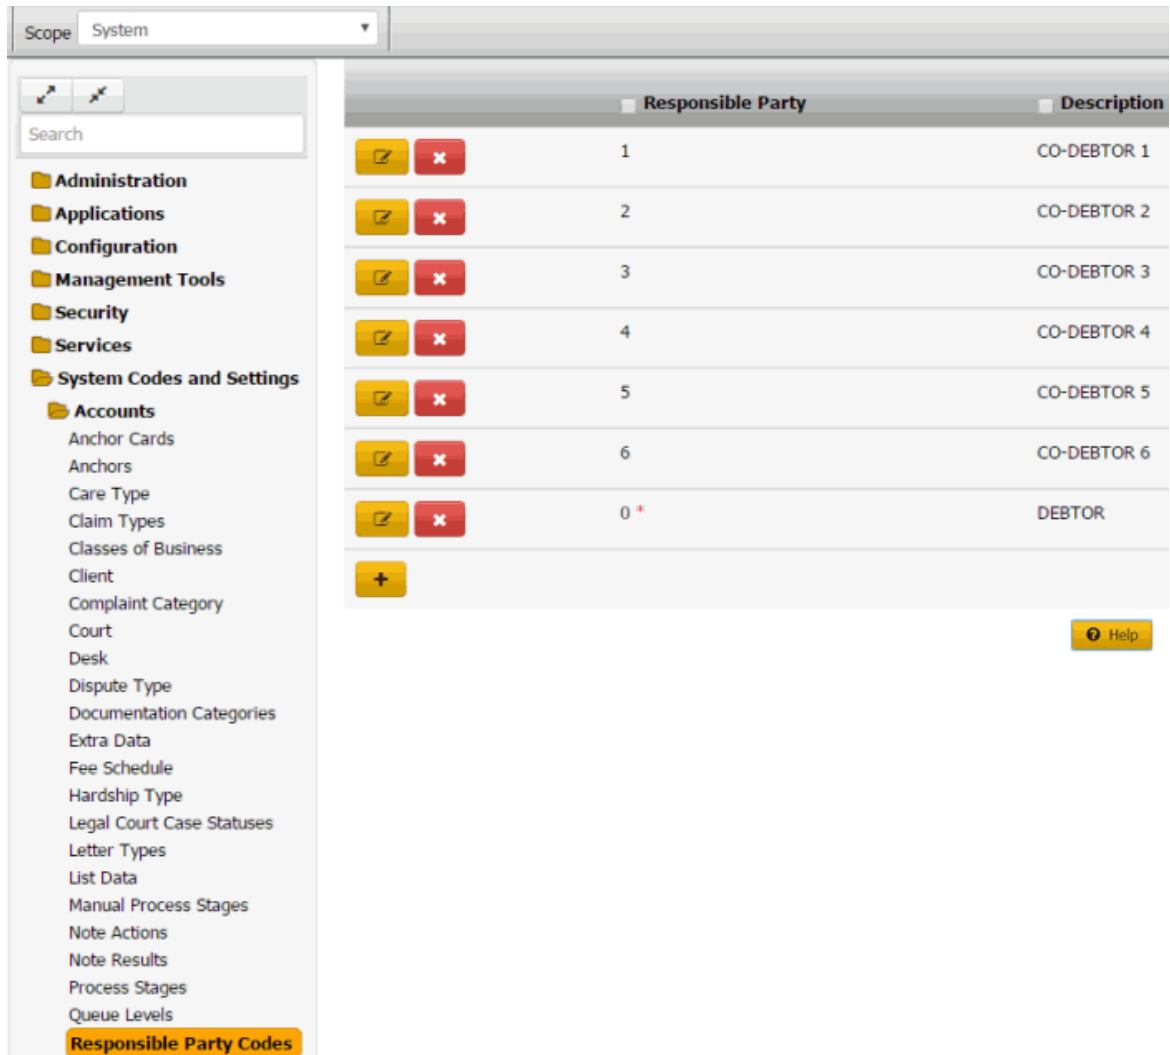 Scope System
Search
Administration
Applications
Configuration
Management Tools
Security
Services
System Codes and Settings
Accounts
Anchor Cards
Anchors
Care Type
Claim Types
Classes of Business
Client
Complaint Category
Court
Desk
Dispute Type
Documentation Categories
Extra Data
Fee Schedule
Hardship Type
Legal Court Case Statuses
Letter Types
List Data
Manual Process Stages
Note Actions
Note Results
Process Stages
Queue Levels
Responsible Party Codes
Responsible Party Description
1 CO-DEBTOR 1
2 CO-DEBTOR 2
3 CO-DEBTOR 3
4 CO-DEBTOR 4
5 CO-DEBTOR 5
6 CO-DEBTOR 6
0 * DEBTOR
Help